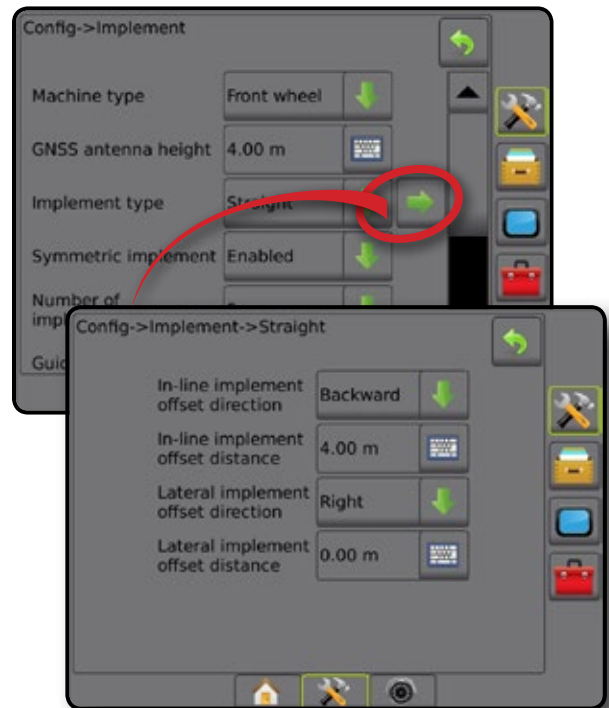 Config->Implement
Machine type Front wheel
GNSS antenna height 4.00 m
Implement type Straight
Symmetric implement Enabled
Number of
Config->Implement->Straight
In-line implement
offset direction Backward
In-line implement
offset distance 4.00 m
Lateral implement
offset direction Right
Lateral implement
offset distance 0.00 m